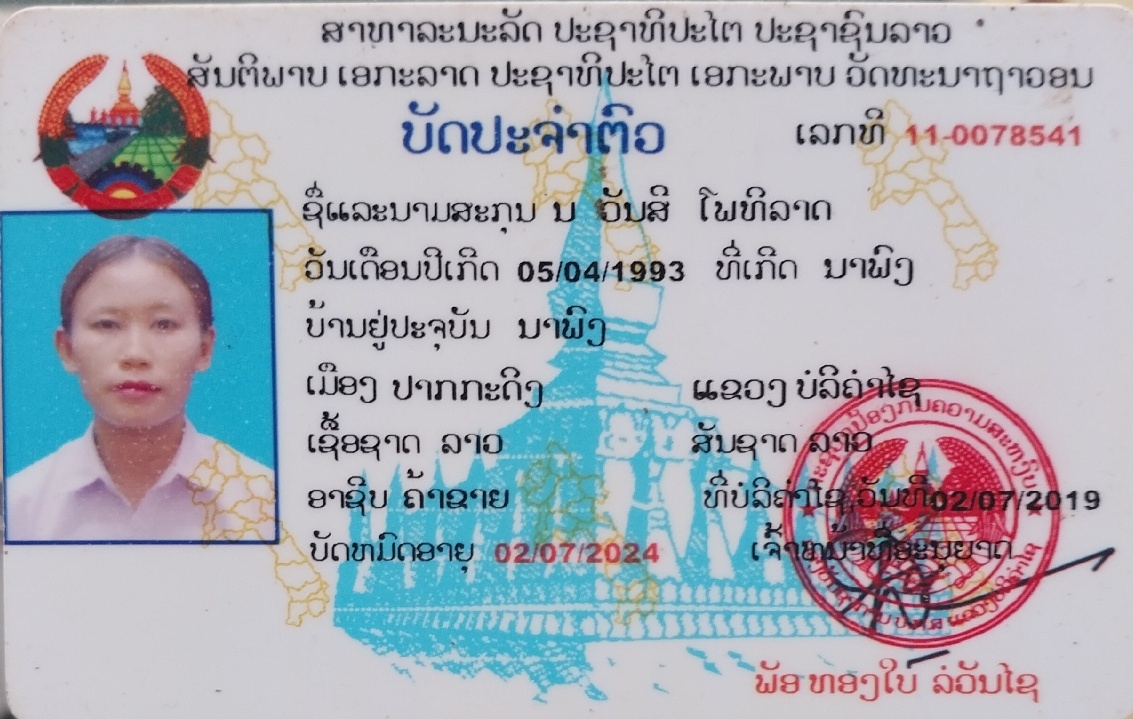 ສາທາລະນະລັດ ປະຊາທິປະໄຕ ປະຊາຊົນລາວ
ສັນຕິພາບ ເອກະລາດ ປະຊາທິປະໄຕ ເອກະພາບ ວັດທະນາຖາວອນ
ບັດປະຈຳຕົວ
ເລກທີ 11-0078541
ຊື່ແລະນາມສະກຸນ ນ ວັນສີ ໂພທິລາດ
ວັນເດືອນປີເກີດ 05/04/1993 ທີ່ເກີດ ນາພົງ
ບ້ານຢູ່ປະຈຸບັນ ນາພົງ
ເມືອງ ປາກກະດິງ ແຂວງ ບໍລິຄຳໄຊ
ເຊື້ອຊາດ ລາວ ສັນຊາດ ລາວ
ອາຊີບ ຄ້າຂາຍ ທີ່ບໍລິຄຳໄຊ,ວັນທີ 02/07/2019
ບັດຫມົດອາຍຸ 02/07/2024 ເຈົ້າຫນ້າທີ່ອະນຸຍາດ
ພັອ ທອງໃບ ລໍວັນໄຊ